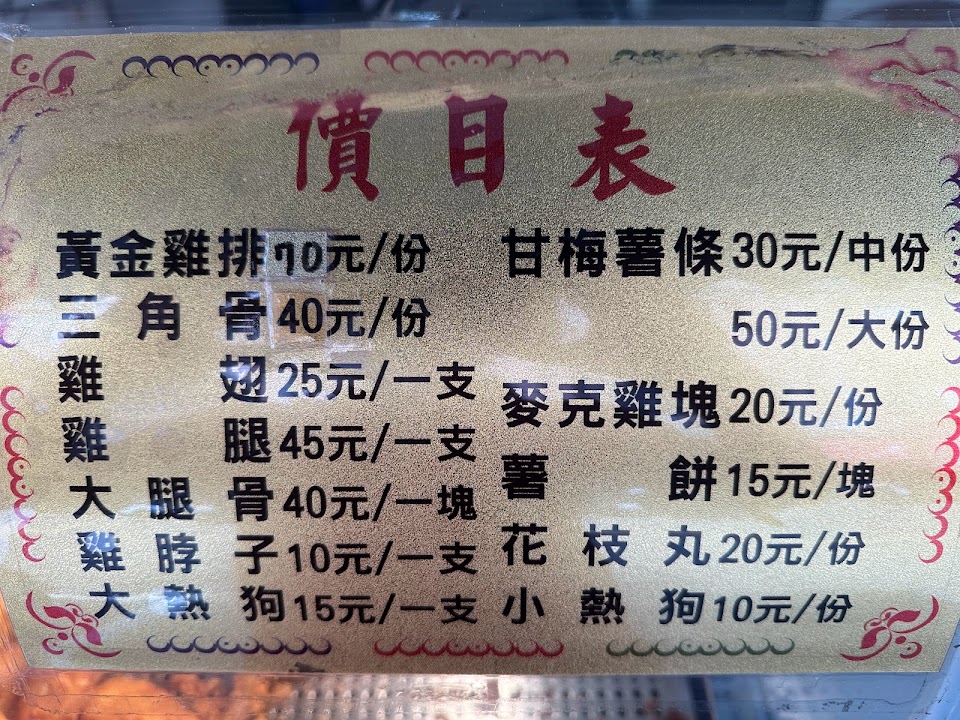 價目表
黃金雞排70元/份
三角骨40元/份
雞翅25元/一支
雞腿45元/一支
大腿骨40元/一塊
雞脖子10元/一支
大熱狗15元/一支
甘梅薯條30元/中份
50元/大份
麥克雞塊20元/份
薯餅15元/塊
花枝丸20元/份
小熱狗10元/份